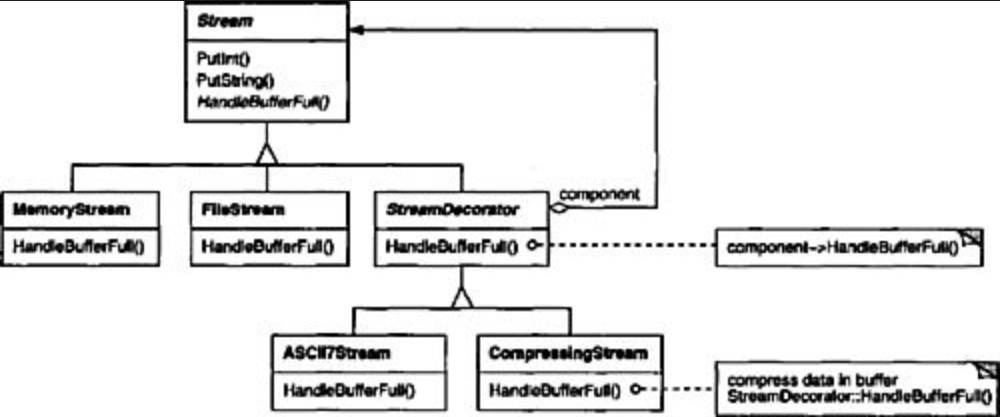 Stream
PutInt()
PutString()
HandleBufferFull()
component
MemoryStream
FileStream
StreamDecorator
HandleBufferFull()
HandleBufferFull()
HandleBufferFull()
component->HandleBufferFull()
ASCII7Stream
CompressingStream
HandleBufferFull()
HandleBufferFull()
compress data in buffer
StreamDecorator::HandleBufferFull()